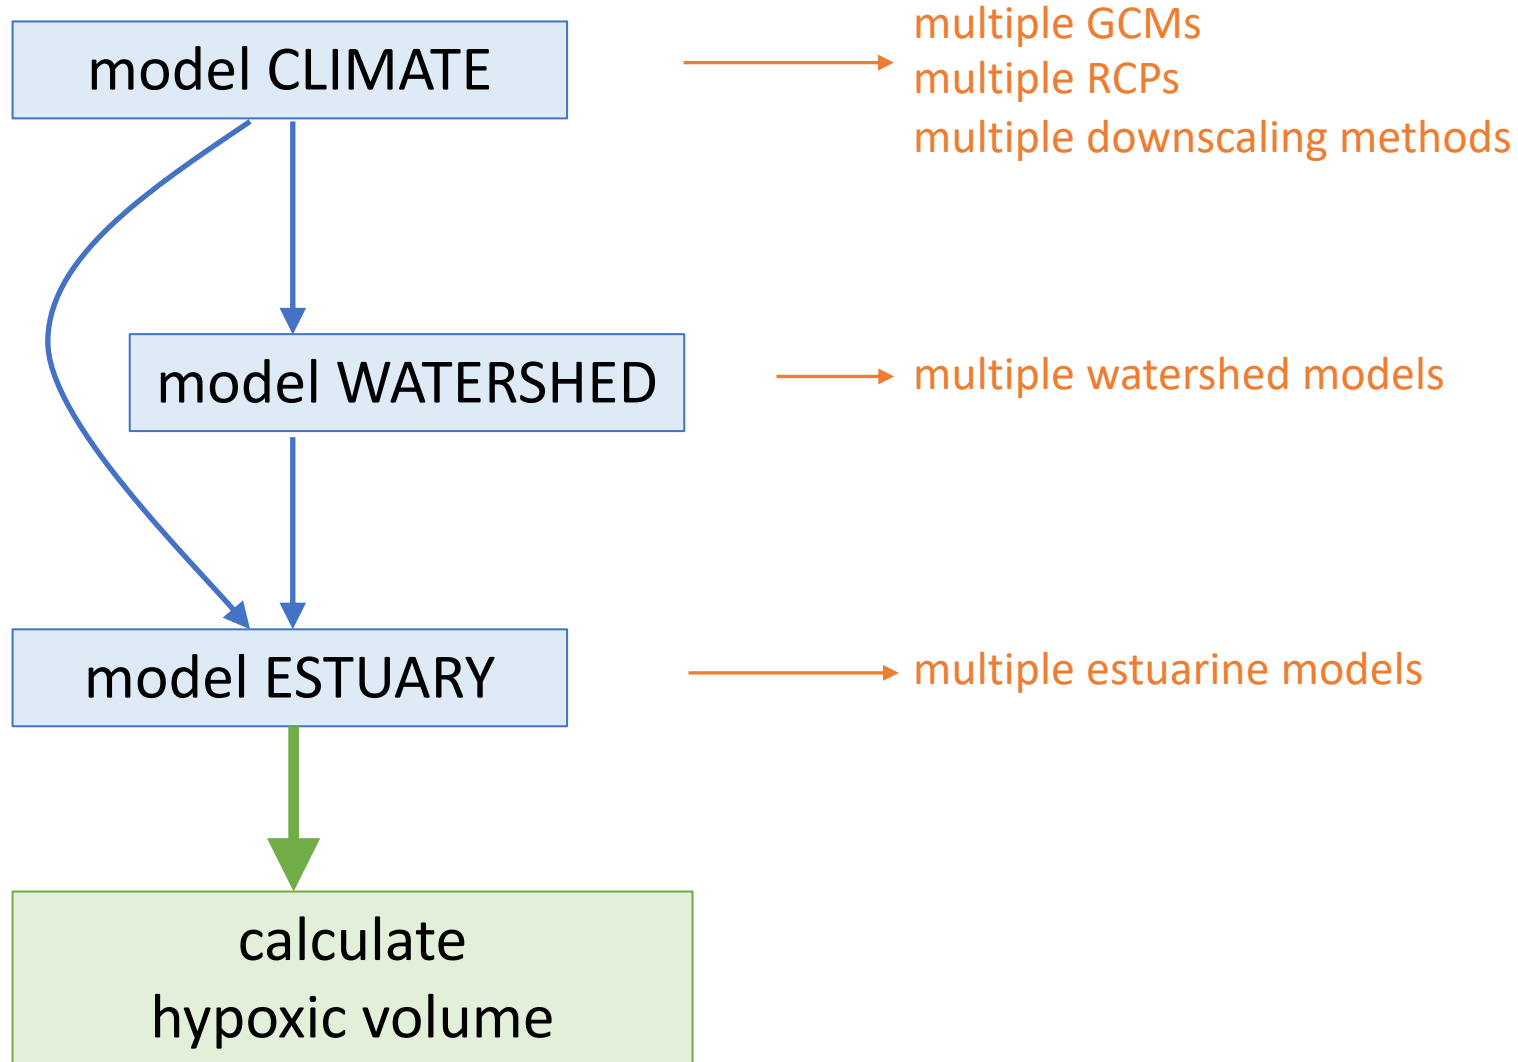 model CLIMATE
multiple GCMs
multiple RCPs
multiple downscaling methods
model WATERSHED
multiple watershed models
model ESTUARY
multiple estuarine models
calculate
hypoxic volume